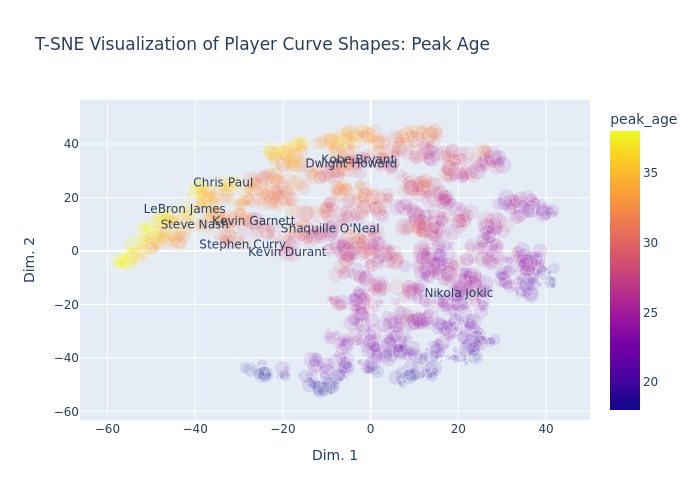 T-SNE Visualization of Player Curve Shapes: Peak Age
peak_age
Kobe Bryant
Dwight Howard
Chris Paul
LeBron James
Steve Nash
Kevin Garnett
Shaquille O'Neal
Stephen Curry
Kevin Durant
Nikola Jokic
40
20
0
−20
−40
−60
Dim. 2
−60 −40 −20 0 20 40
Dim. 1
35
30
25
20